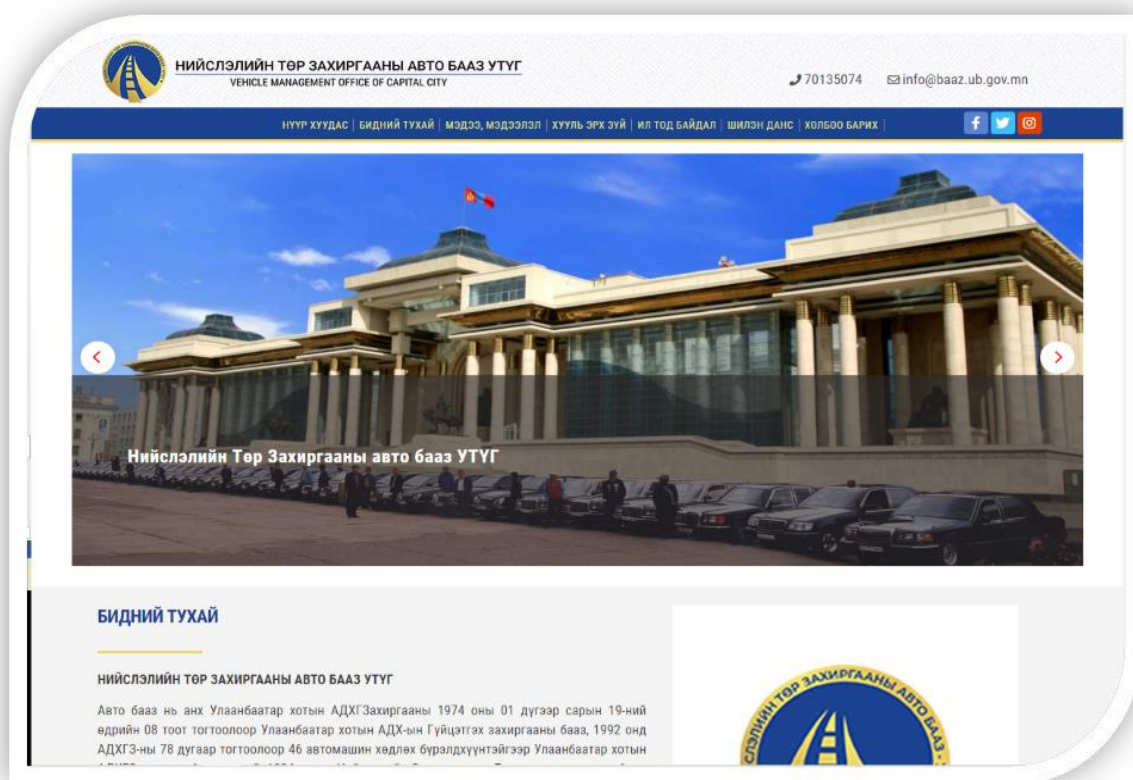 НИЙСЛЭЛИЙН ТӨР ЗАХИРГААНЫ АВТО БААЗ УТҮГ
VEHICLE MANAGEMENT OFFICE OF CAPITAL CITY
70135074 info@baaz.ub.gov.mn
НҮҮР ХУУДАС | БИДНИЙ ТУХАЙ | МЭДЭЭ, МЭДЭЭЛЭЛ | ХУУЛЬ ЭРХ ЗҮЙ | ИЛ ТОД БАЙДАЛ | ШИЛЭН ДАНС | ХОЛБОО БАРИХ |
Нийслэлийн Төр Захиргааны авто бааз УТҮГ
БИДНИЙ ТУХАЙ
НИЙСЛЭЛИЙН ТӨР ЗАХИРГААНЫ АВТО БААЗ УТҮГ
Авто бааз нь анх Улаанбаатар хотын АДХГЗахиргааны 1974 оны 01 дүгээр сарын 19-ний
өдрийн 08 тоот тогтоолоор Улаанбаатар хотын АДХ-ын Гүйцэтгэх захиргааны бааз, 1992 онд
АДХГЗ-ны 78 дугаар тогтоолоор 46 автомашин хөдлөх бүрэлдхүүнтэйгээр Улаанбаатар хотын
НИЙСЛЭЛИЙН ТӨР ЗАХИРГААНЫ АВТО БААЗ